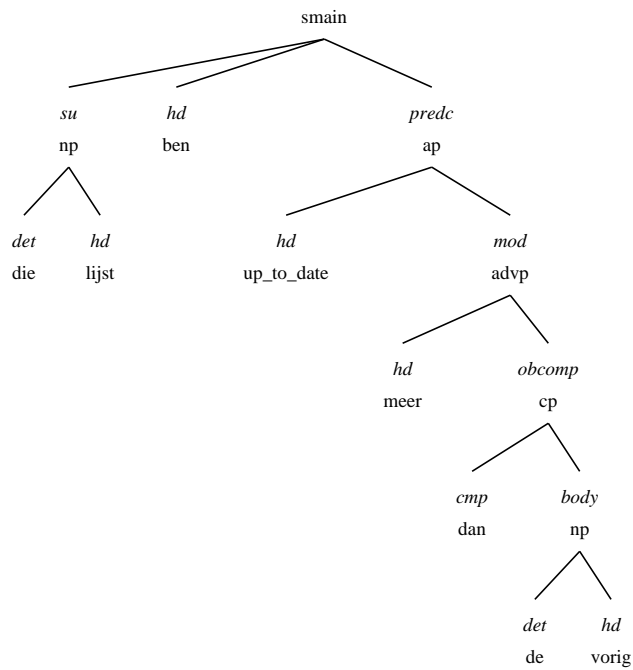 smain
su hd predc
np ben ap
det hd hd mod
die lijst up_to_date advp
hd obcomp
meer cp
cmp body
dan np
det hd
de vorig